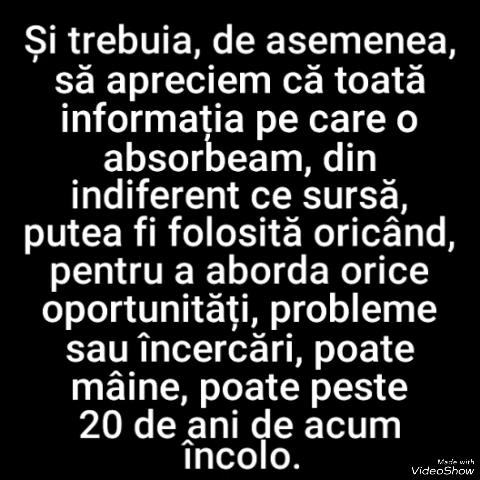 Și trebuia, de asemenea,
să apreciem că toată
informația pe care o
absorbeam, din
indiferent ce sursă,
putea fi folosită oricând,
pentru a aborda orice
oportunități, probleme
sau încercări, poate
mâine, poate peste
20 de ani de acum
încolo.
Made with
VideoShow